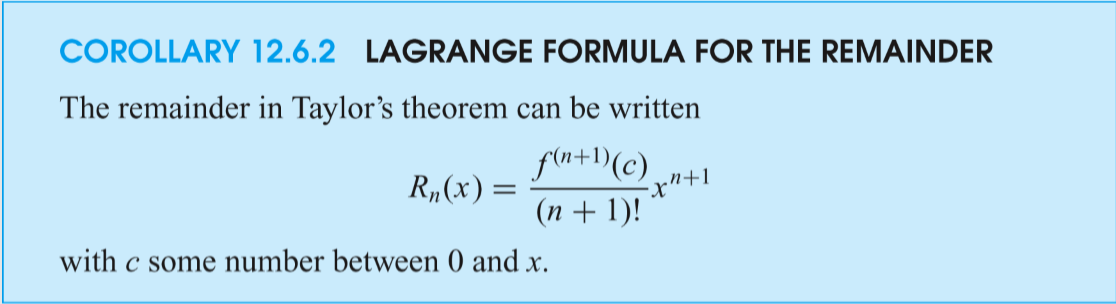 COROLLARY 12.6.2 LAGRANGE FORMULA FOR THE REMAINDER
The remainder in Taylor’s theorem can be written
Rₙ(x) = f⁽ⁿ⁺¹⁾(c) / (n + 1)! xⁿ⁺¹
with c some number between 0 and x.